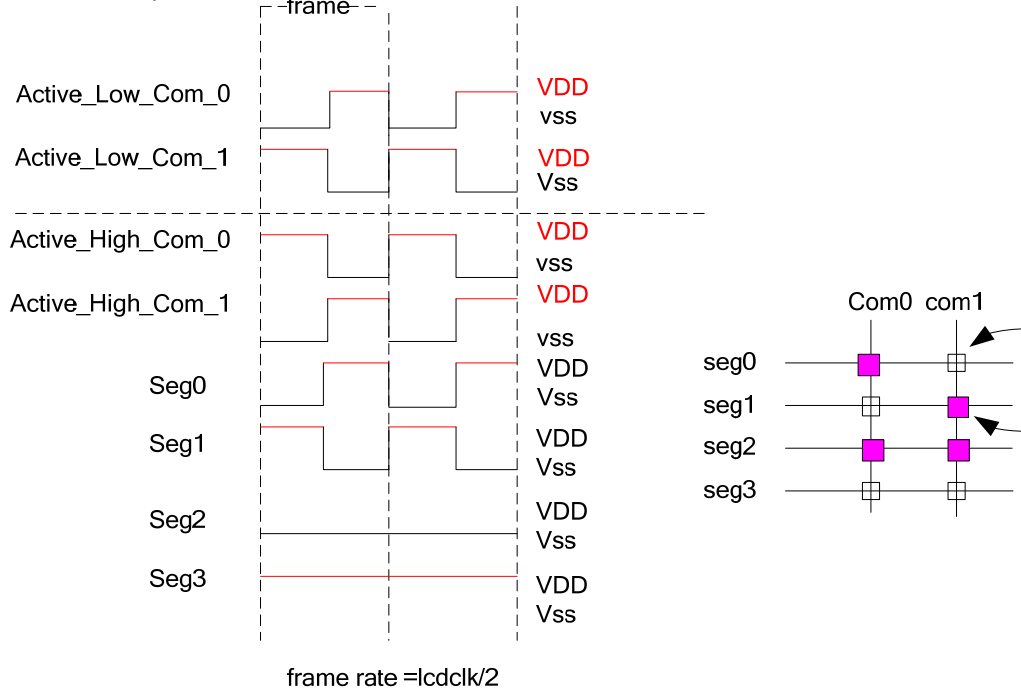 frame
Active_Low_Com_0
VDD
vss
Active_Low_Com_1
VDD
Vss
Active_High_Com_0
VDD
vss
Active_High_Com_1
VDD
vss
Seg0
VDD
Vss
Seg1
VDD
Vss
Seg2
VDD
Vss
Seg3
VDD
Vss
frame rate =lcdclk/2
Com0 com1
seg0
seg1
seg2
seg3